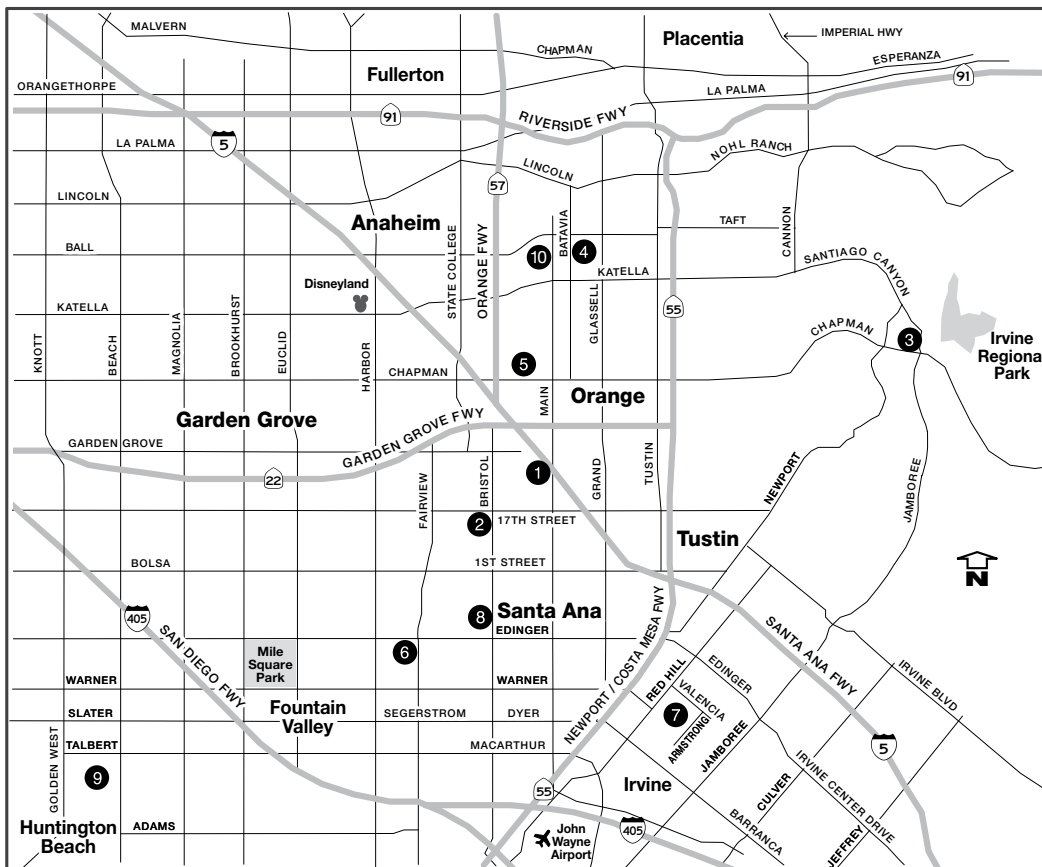 MALVERN
Placentia
IMPERIAL HWY
CHAPMAN
ESPERANZA
Fullerton
91
ORANGETHORPE
LA PALMA
91
RIVERSIDE FWY
5
LA PALMA
NOHL RANCH
LINCOLN
57
LINCOLN
Anaheim
TAFT
BALL
STATE COLLEGE
ORANGE FWY
10
BATAVIA
4
CANNON
KATELLA
SANTIAGO CANYON
Disneyland
KATELLA
55
GLASSELL
CHAPMAN
3
Irvine
Regional
Park
KNOTT
BEACH
MAGNOLIA
BROOKHURST
EUCLID
HARBOR
CHAPMAN
5
MAIN
Orange
Garden Grove
GARDEN GROVE FWY
GARDEN GROVE
22
FAIRVIEW
BRISTOL
1
GRAND
TUSTIN
NEWPORT
JAMBOREE
2
17TH STREET
Tustin
BOLSA
1ST STREET
N
405
SAN DIEGO FWY
8
Santa Ana
EDINGER
NEWPORT / COSTA MESA FWY
SANTA ANA FWY
Mile
Square
Park
6
RED HILL
EDINGER
IRVINE BLVD
WARNER
WARNER
VALENCIA
SLATER
Fountain
Valley
SEGERSTROM
DYER
7
ARMSTRONG
JAMBOREE
TALBERT
MACARTHUR
5
GOLDEN WEST
9
55
Irvine
CULVER
IRVINE CENTER DRIVE
Huntington
Beach
ADAMS
John
Wayne
Airport
405
BARRANCA
JEFFREY